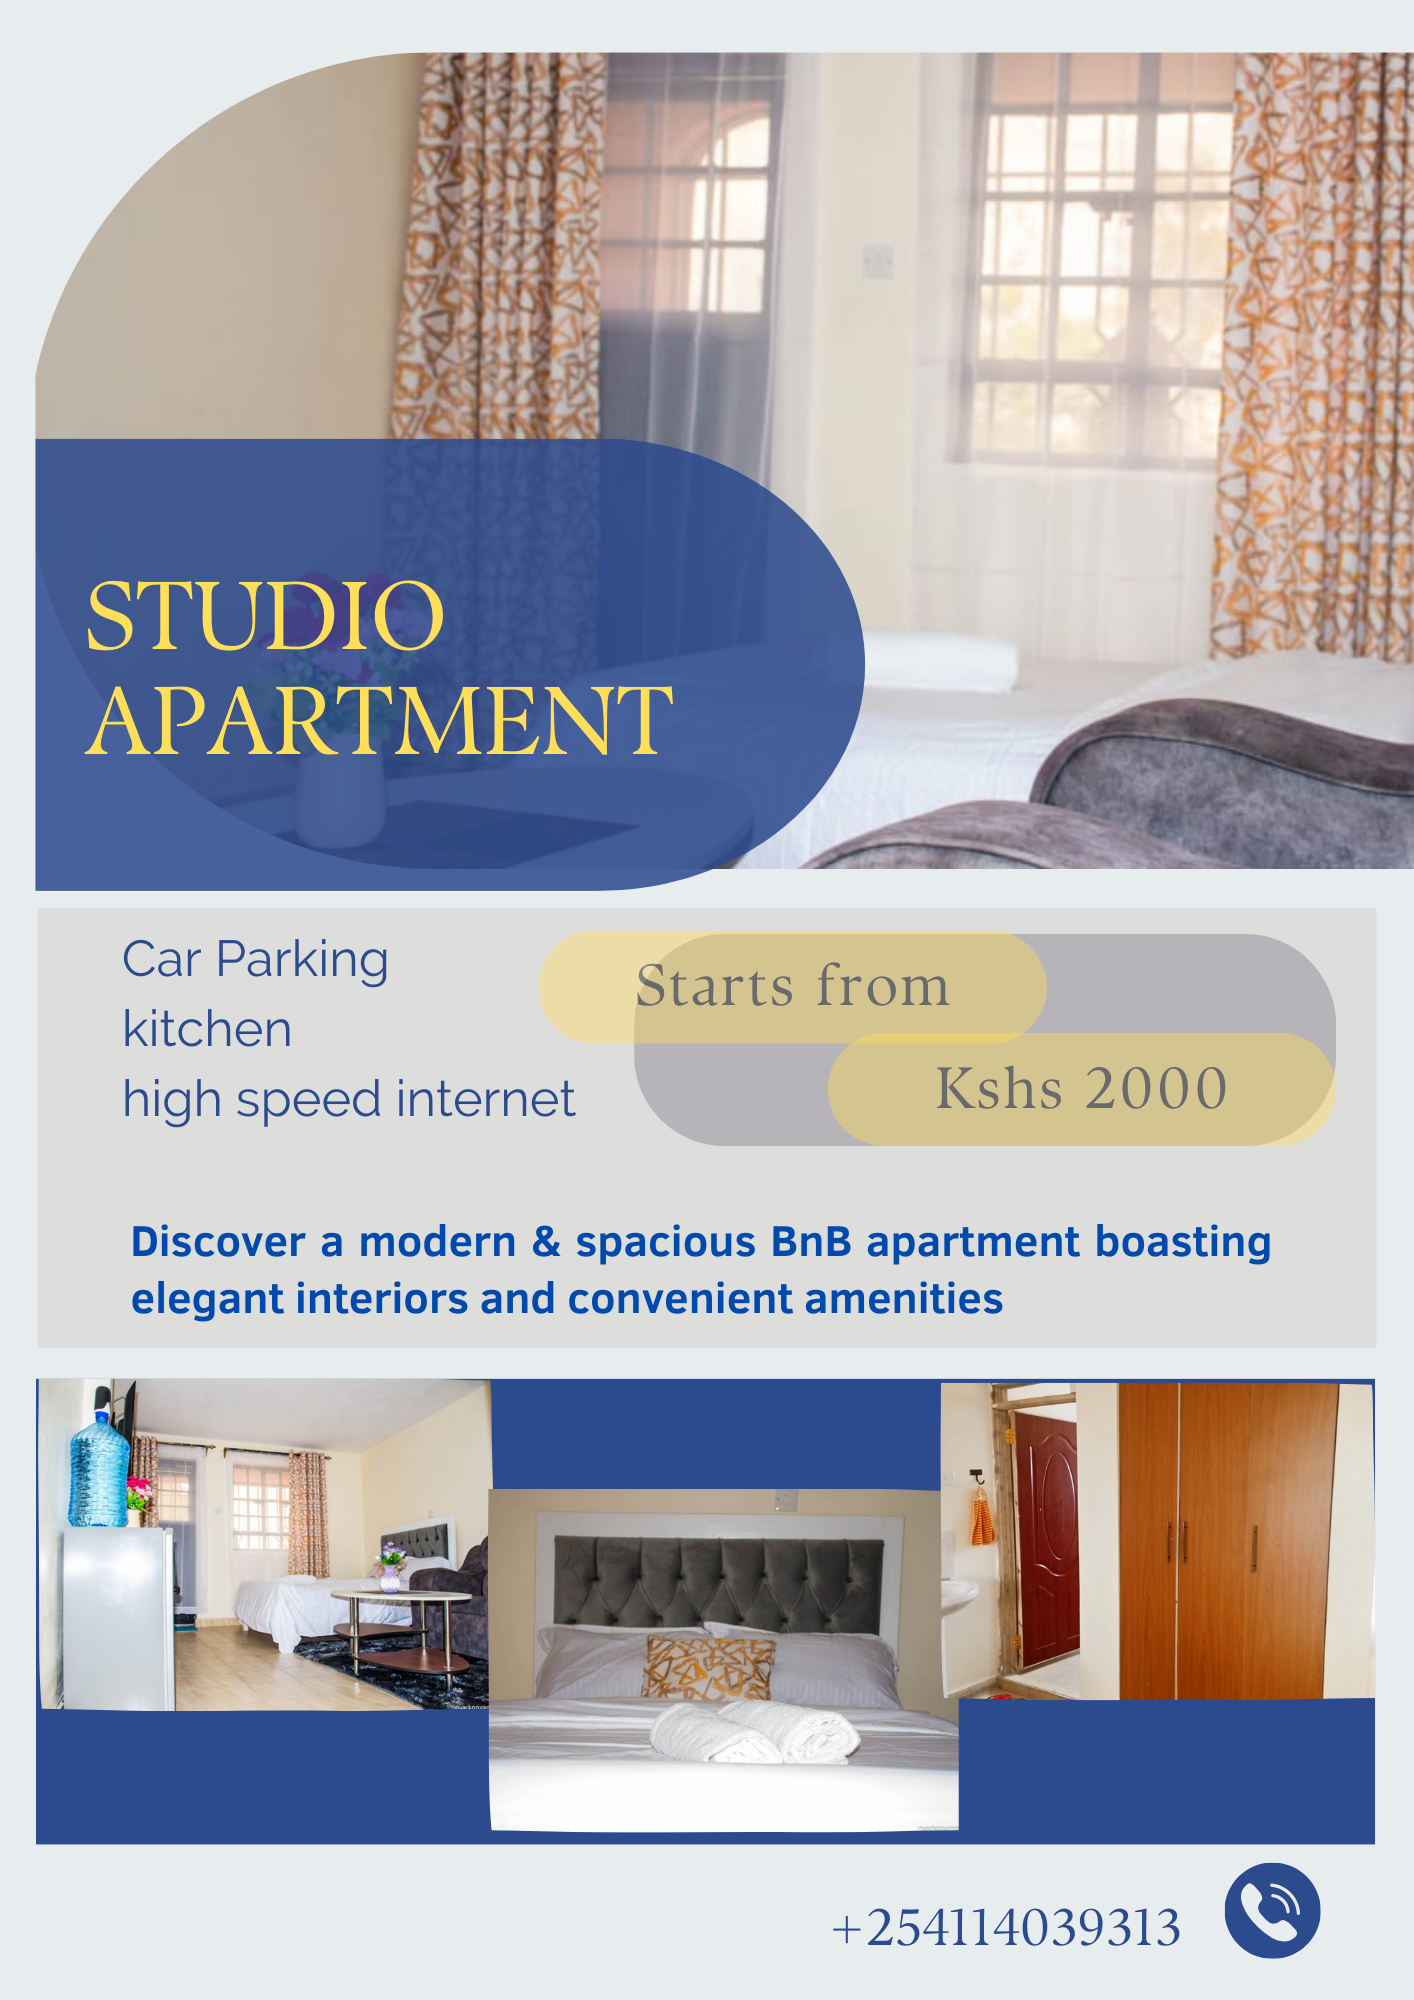 STUDIO
APARTMENT
Car Parking
kitchen
high speed internet
Starts from
Kshs 2000
Discover a modern & spacious BnB apartment boasting
elegant interiors and convenient amenities
+254114039313